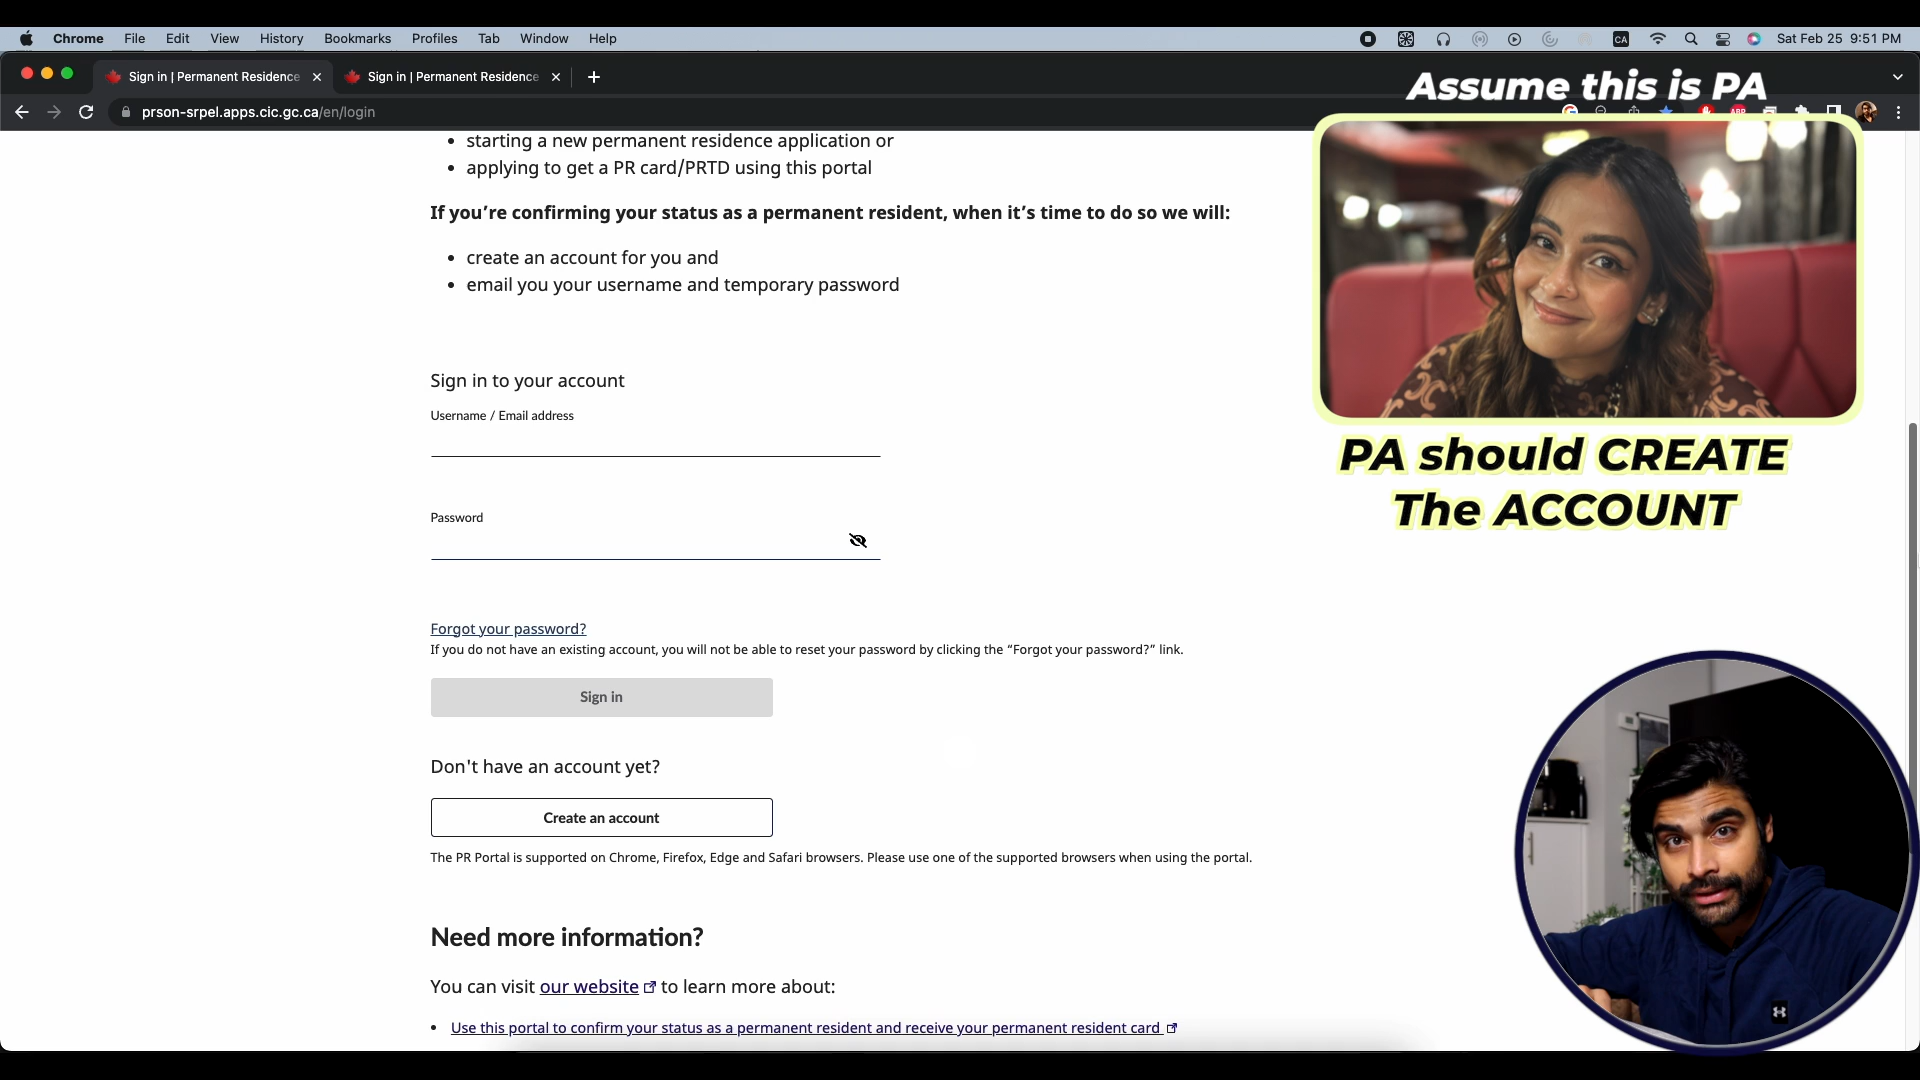 Chrome File Edit View History Bookmarks Profiles Tab Window Help
CA
Sat Feb 25 9:51 PM
Sign in | Permanent Residence
Sign in | Permanent Residence
Assume this is PA
prson-srpel.apps.cic.gc.ca/en/login
ABP
• starting a new permanent residence application or
• applying to get a PR card/PRTD using this portal
If you’re confirming your status as a permanent resident, when it’s time to do so we will:
• create an account for you and
• email you your username and temporary password
PA should CREATE
The ACCOUNT
Sign in to your account
Username / Email address
Password
Forgot your password?
If you do not have an existing account, you will not be able to reset your password by clicking the “Forgot your password?” link.
Sign in
Don't have an account yet?
Create an account
The PR Portal is supported on Chrome, Firefox, Edge and Safari browsers. Please use one of the supported browsers when using the portal.
Need more information?
You can visit our website to learn more about:
• Use this portal to confirm your status as a permanent resident and receive your permanent resident card